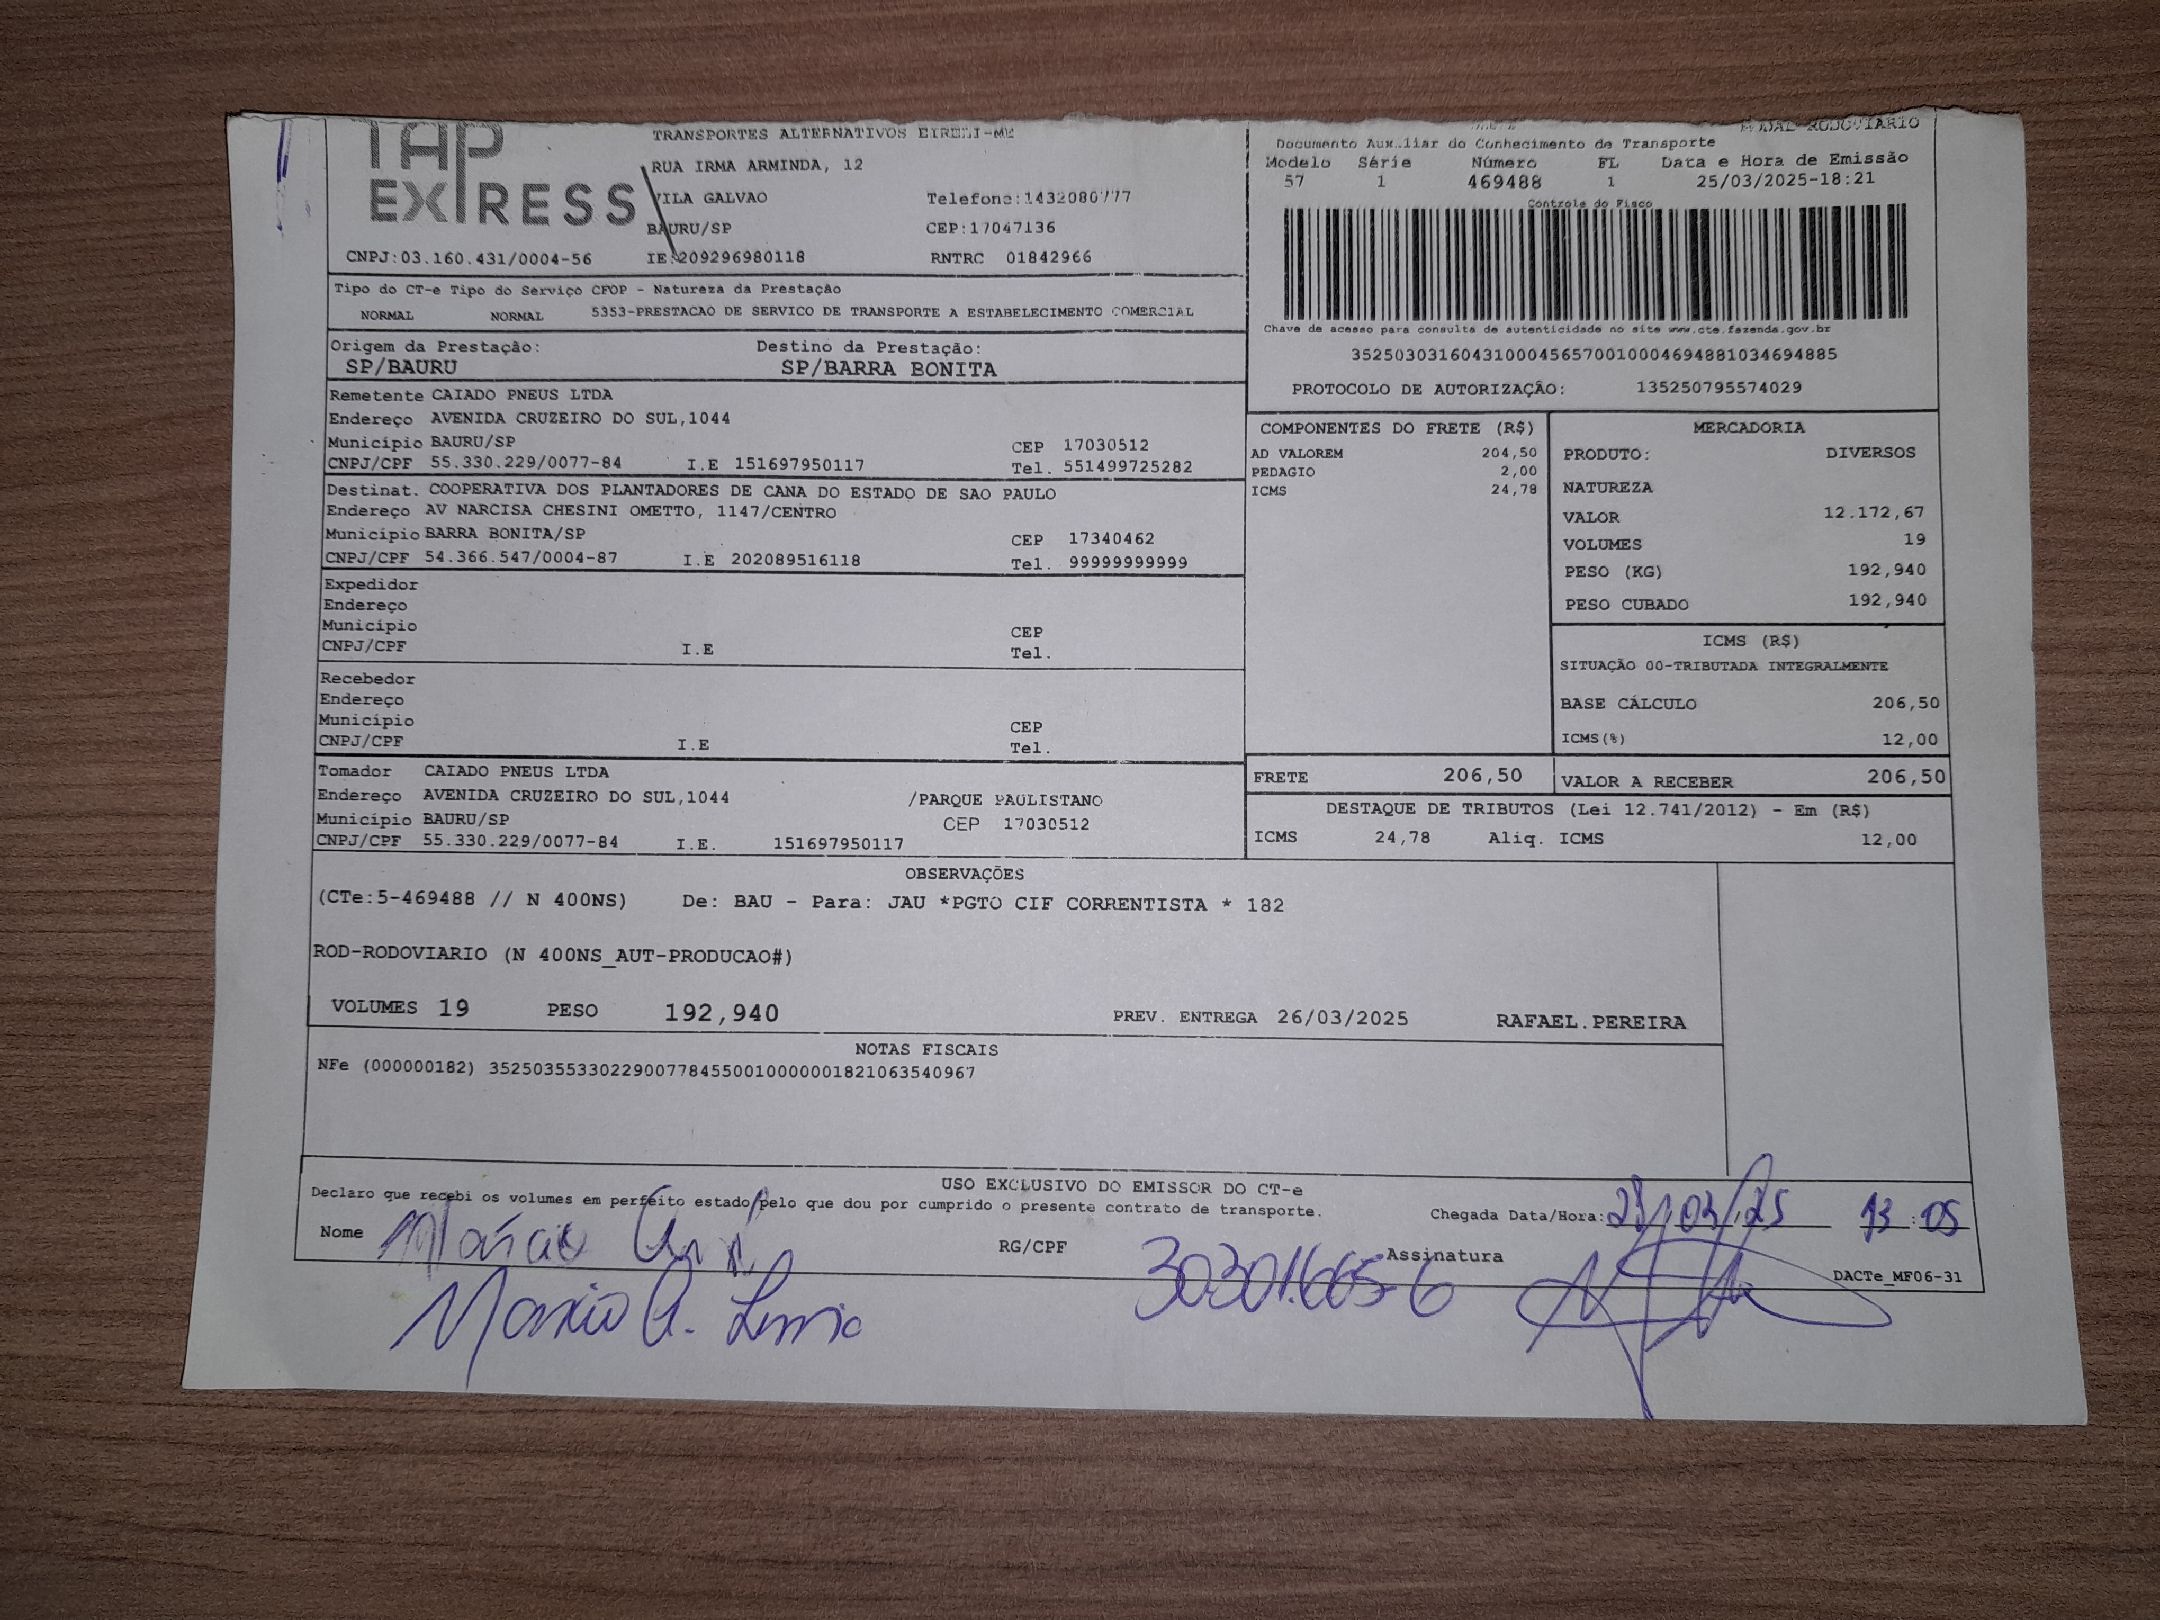 TAP
EXPRESS
TRANSPORTES ALTERNATIVOS EIRELI-ME
RUA IRMA ARMINDA, 12
VILA GALVAO Telefone:1432080777
BAURU/SP CEP:17047136
CNPJ:03.160.431/0004-56 IE:209296980118 RNTRC 01842966
MODAL RODOVIARIO
Documento Auxiliar do Conhecimento de Transporte
Modelo Série Número FL Data e Hora de Emissão
57 1 469488 1 25/03/2025-18:21
Controle do Fisco
Chave de acesso para consulta de autenticidade no site www.cte.fazenda.gov.br
35250303160431000456570010004694881034694885
PROTOCOLO DE AUTORIZAÇÃO: 135250795574029
Tipo do CT-e Tipo do Serviço CFOP - Natureza da Prestação
NORMAL NORMAL 5353-PRESTACAO DE SERVICO DE TRANSPORTE A ESTABELECIMENTO COMERCIAL
Origem da Prestação: Destino da Prestação:
SP/BAURU SP/BARRA BONITA
Remetente CAIADO PNEUS LTDA
Endereço AVENIDA CRUZEIRO DO SUL,1044
Município BAURU/SP CEP 17030512
CNPJ/CPF 55.330.229/0077-84 I.E 151697950117 Tel. 551499725282
Destinat. COOPERATIVA DOS PLANTADORES DE CANA DO ESTADO DE SAO PAULO
Endereço AV NARCISA CHESINI OMETTO, 1147/CENTRO
Município BARRA BONITA/SP CEP 17340462
CNPJ/CPF 54.366.547/0004-87 I.E 202089516118 Tel. 99999999999
Expedidor
Endereço
Município CEP
CNPJ/CPF I.E Tel.
Recebedor
Endereço
Município CEP
CNPJ/CPF I.E Tel.
Tomador CAIADO PNEUS LTDA
Endereço AVENIDA CRUZEIRO DO SUL,1044 /PARQUE PAULISTANO
Município BAURU/SP CEP 17030512
CNPJ/CPF 55.330.229/0077-84 I.E. 151697950117
COMPONENTES DO FRETE (R$)
AD VALOREM 204,50
PEDAGIO 2,00
ICMS 24,78
MERCADORIA
PRODUTO: DIVERSOS
NATUREZA
VALOR 12.172,67
VOLUMES 19
PESO (KG) 192,940
PESO CUBADO 192,940
ICMS (R$)
SITUAÇÃO 00-TRIBUTADA INTEGRALMENTE
BASE CÁLCULO 206,50
ICMS(%) 12,00
FRETE 206,50 VALOR A RECEBER 206,50
DESTAQUE DE TRIBUTOS (Lei 12.741/2012) - Em (R$)
ICMS 24,78 Aliq. ICMS 12,00
OBSERVAÇÕES
(CTe:5-469488 // N 400NS) De: BAU - Para: JAU *PGTO CIF CORRENTISTA * 182
ROD-RODOVIARIO (N 400NS_AUT-PRODUCAO#)
VOLUMES 19 PESO 192,940 PREV. ENTREGA 26/03/2025 RAFAEL.PEREIRA
NOTAS FISCAIS
NFe (000000182) 35250355330229007784550010000001821063540967
USO EXCLUSIVO DO EMISSOR DO CT-e
Declaro que recebi os volumes em perfeito estado pelo que dou por cumprido o presente contrato de transporte.
Chegada Data/Hora: /03/25 13:05
Nome RG/CPF 30301.665-6 Assinatura
DACTe_MF06-31